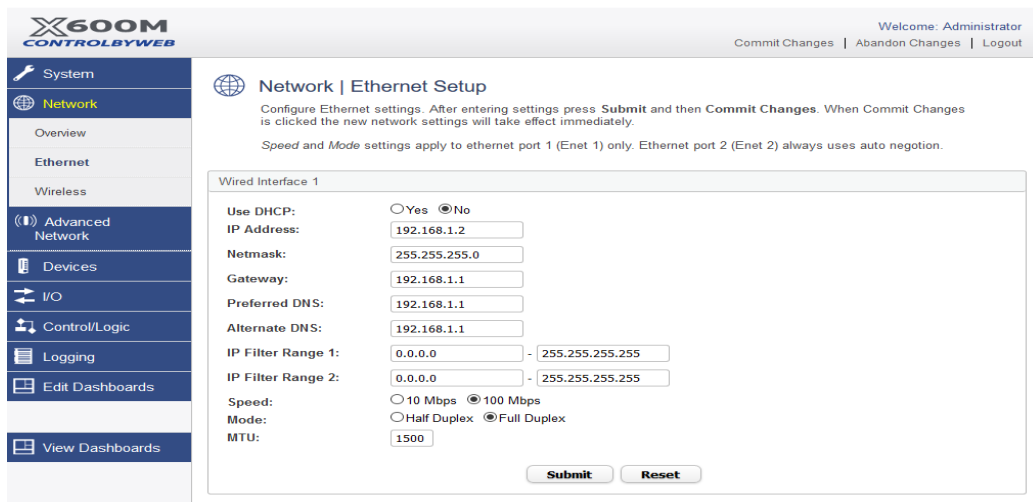 X600M
CONTROLBYWEB
Welcome: Administrator
Commit Changes | Abandon Changes | Logout
System
Network
Overview
Ethernet
Wireless
Advanced
Network
Devices
I/O
Control/Logic
Logging
Edit Dashboards
View Dashboards
Network | Ethernet Setup
Configure Ethernet settings. After entering settings press Submit and then Commit Changes. When Commit Changes
is clicked the new network settings will take effect immediately.
Speed and Mode settings apply to ethernet port 1 (Enet 1) only. Ethernet port 2 (Enet 2) always uses auto negotion.
Wired Interface 1
Use DHCP: Yes No
IP Address: 192.168.1.2
Netmask: 255.255.255.0
Gateway: 192.168.1.1
Preferred DNS: 192.168.1.1
Alternate DNS: 192.168.1.1
IP Filter Range 1: 0.0.0.0 - 255.255.255.255
IP Filter Range 2: 0.0.0.0 - 255.255.255.255
Speed: 10 Mbps 100 Mbps
Mode: Half Duplex Full Duplex
MTU: 1500
Submit Reset